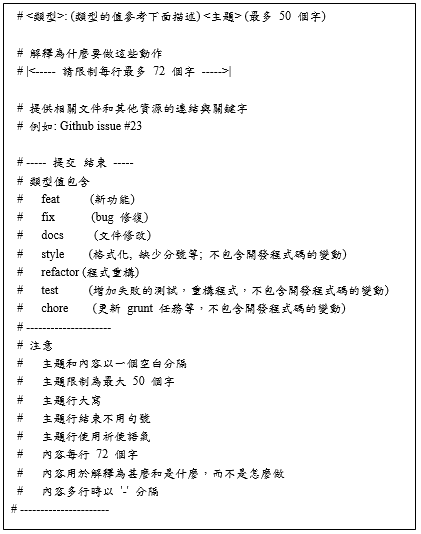 # <類型>: (類型的值參考下面描述) <主題> (最多 50 個字)
# 解釋為什麼要做這些動作
# |<----- 請限制每行最多 72 個字 ----->|
# 提供相關文件和其他資源的連結與關鍵字
# 例如: Github issue #23
# ----- 提交 結束 -----
# 類型值包含
# feat (新功能)
# fix (bug 修復)
# docs (文件修改)
# style (格式化, 缺少分號等; 不包含開發程式碼的變動)
# refactor (程式重構)
# test (增加失敗的測試，重構程式，不包含開發程式碼的變動)
# chore (更新 grunt 任務等，不包含開發程式碼的變動)
# ---------------------
# 注意
# 主題和內容以一個空白分隔
# 主題限制為最大 50 個字
# 主題行大寫
# 主題行結束不用句號
# 主題行使用祈使語氣
# 內容每行 72 個字
# 內容用於解釋為甚麼和是什麼，而不是怎麼做
# 內容多行時以 '-' 分隔
# ----------------------